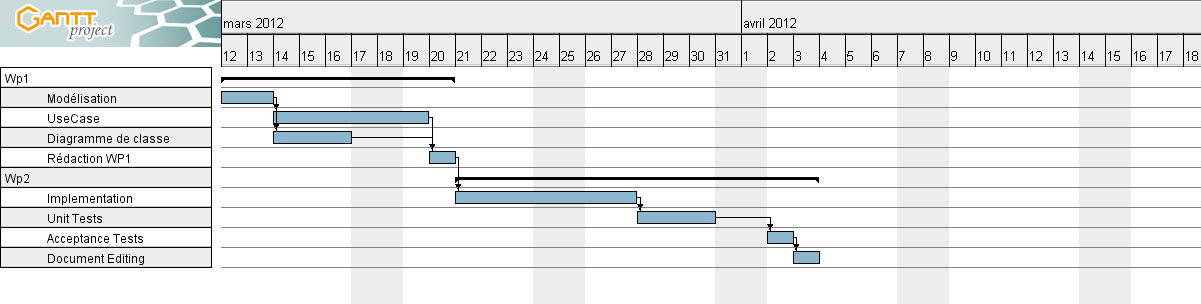 GANTT
project
mars 2012 avril 2012
12 13 14 15 16 17 18 19 20 21 22 23 24 25 26 27 28 29 30 31 1 2 3 4 5 6 7 8 9 10 11 12 13 14 15 16 17 18
Wp1
Modélisation
UseCase
Diagramme de classe
Rédaction WP1
Wp2
Implementation
Unit Tests
Acceptance Tests
Document Editing